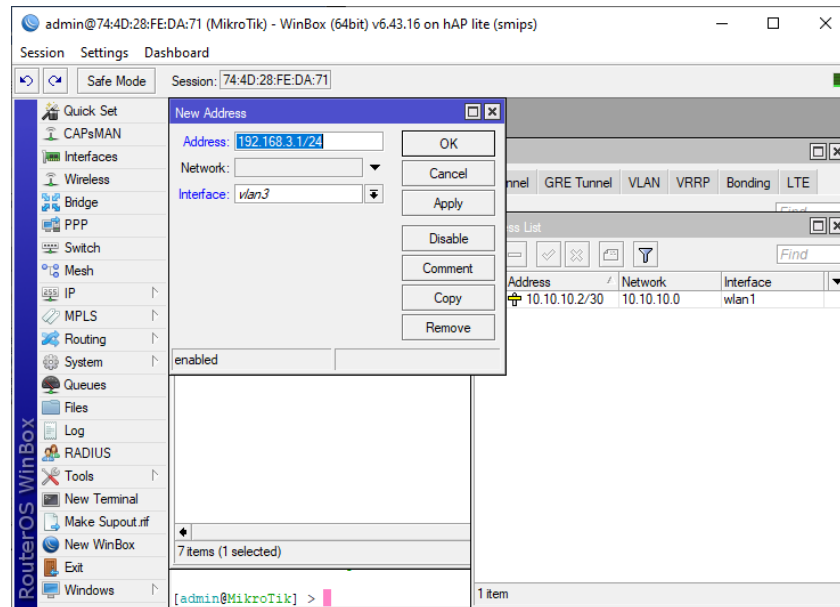 admin@74:4D:28:FE:DA:71 (MikroTik) - WinBox (64bit) v6.43.16 on hAP lite (smips)
Session Settings Dashboard
Safe Mode Session: 74:4D:28:FE:DA:71
Quick Set
CAPsMAN
Interfaces
Wireless
Bridge
PPP
Switch
Mesh
IP
MPLS
Routing
System
Queues
Files
Log
RADIUS
Tools
New Terminal
Make Supout.rif
New WinBox
Exit
Windows
RouterOS WinBox
New Address
Address: 192.168.3.1/24
Network:
Interface: vlan3
OK
Cancel
Apply
Disable
Comment
Copy
Remove
enabled
GRE Tunnel VLAN VRRP Bonding LTE
Find
List
Find
Address Network Interface
10.10.10.2/30 10.10.10.0 wlan1
7 items (1 selected)
[admin@MikroTik] >
1 item